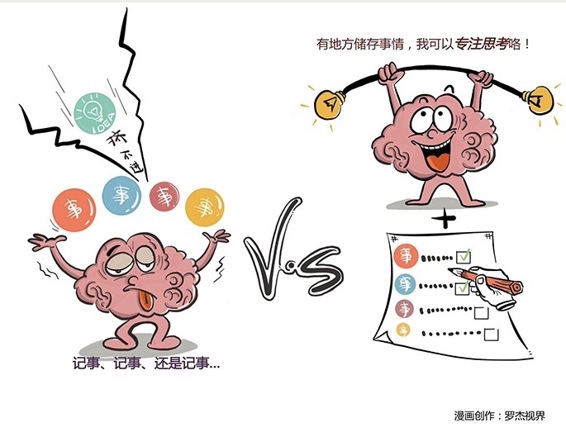 有地方储存事情，我可以专注思考咯！
IDEA
挤不进
事 事 事 事
VS
+
记事、记事、还是记事...
事
事
事
事
漫画创作：罗杰视界